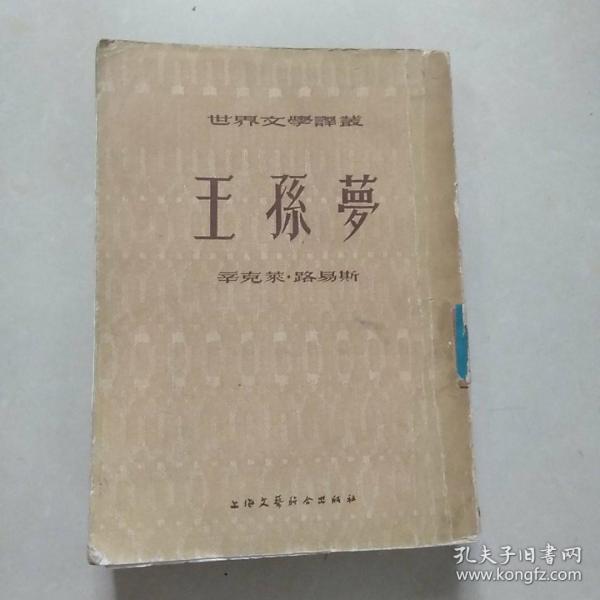 世界文學譯叢
王孫夢
辛克萊·路易斯
上海文藝联合出版社
孔夫子旧书网
www.kongfz.com